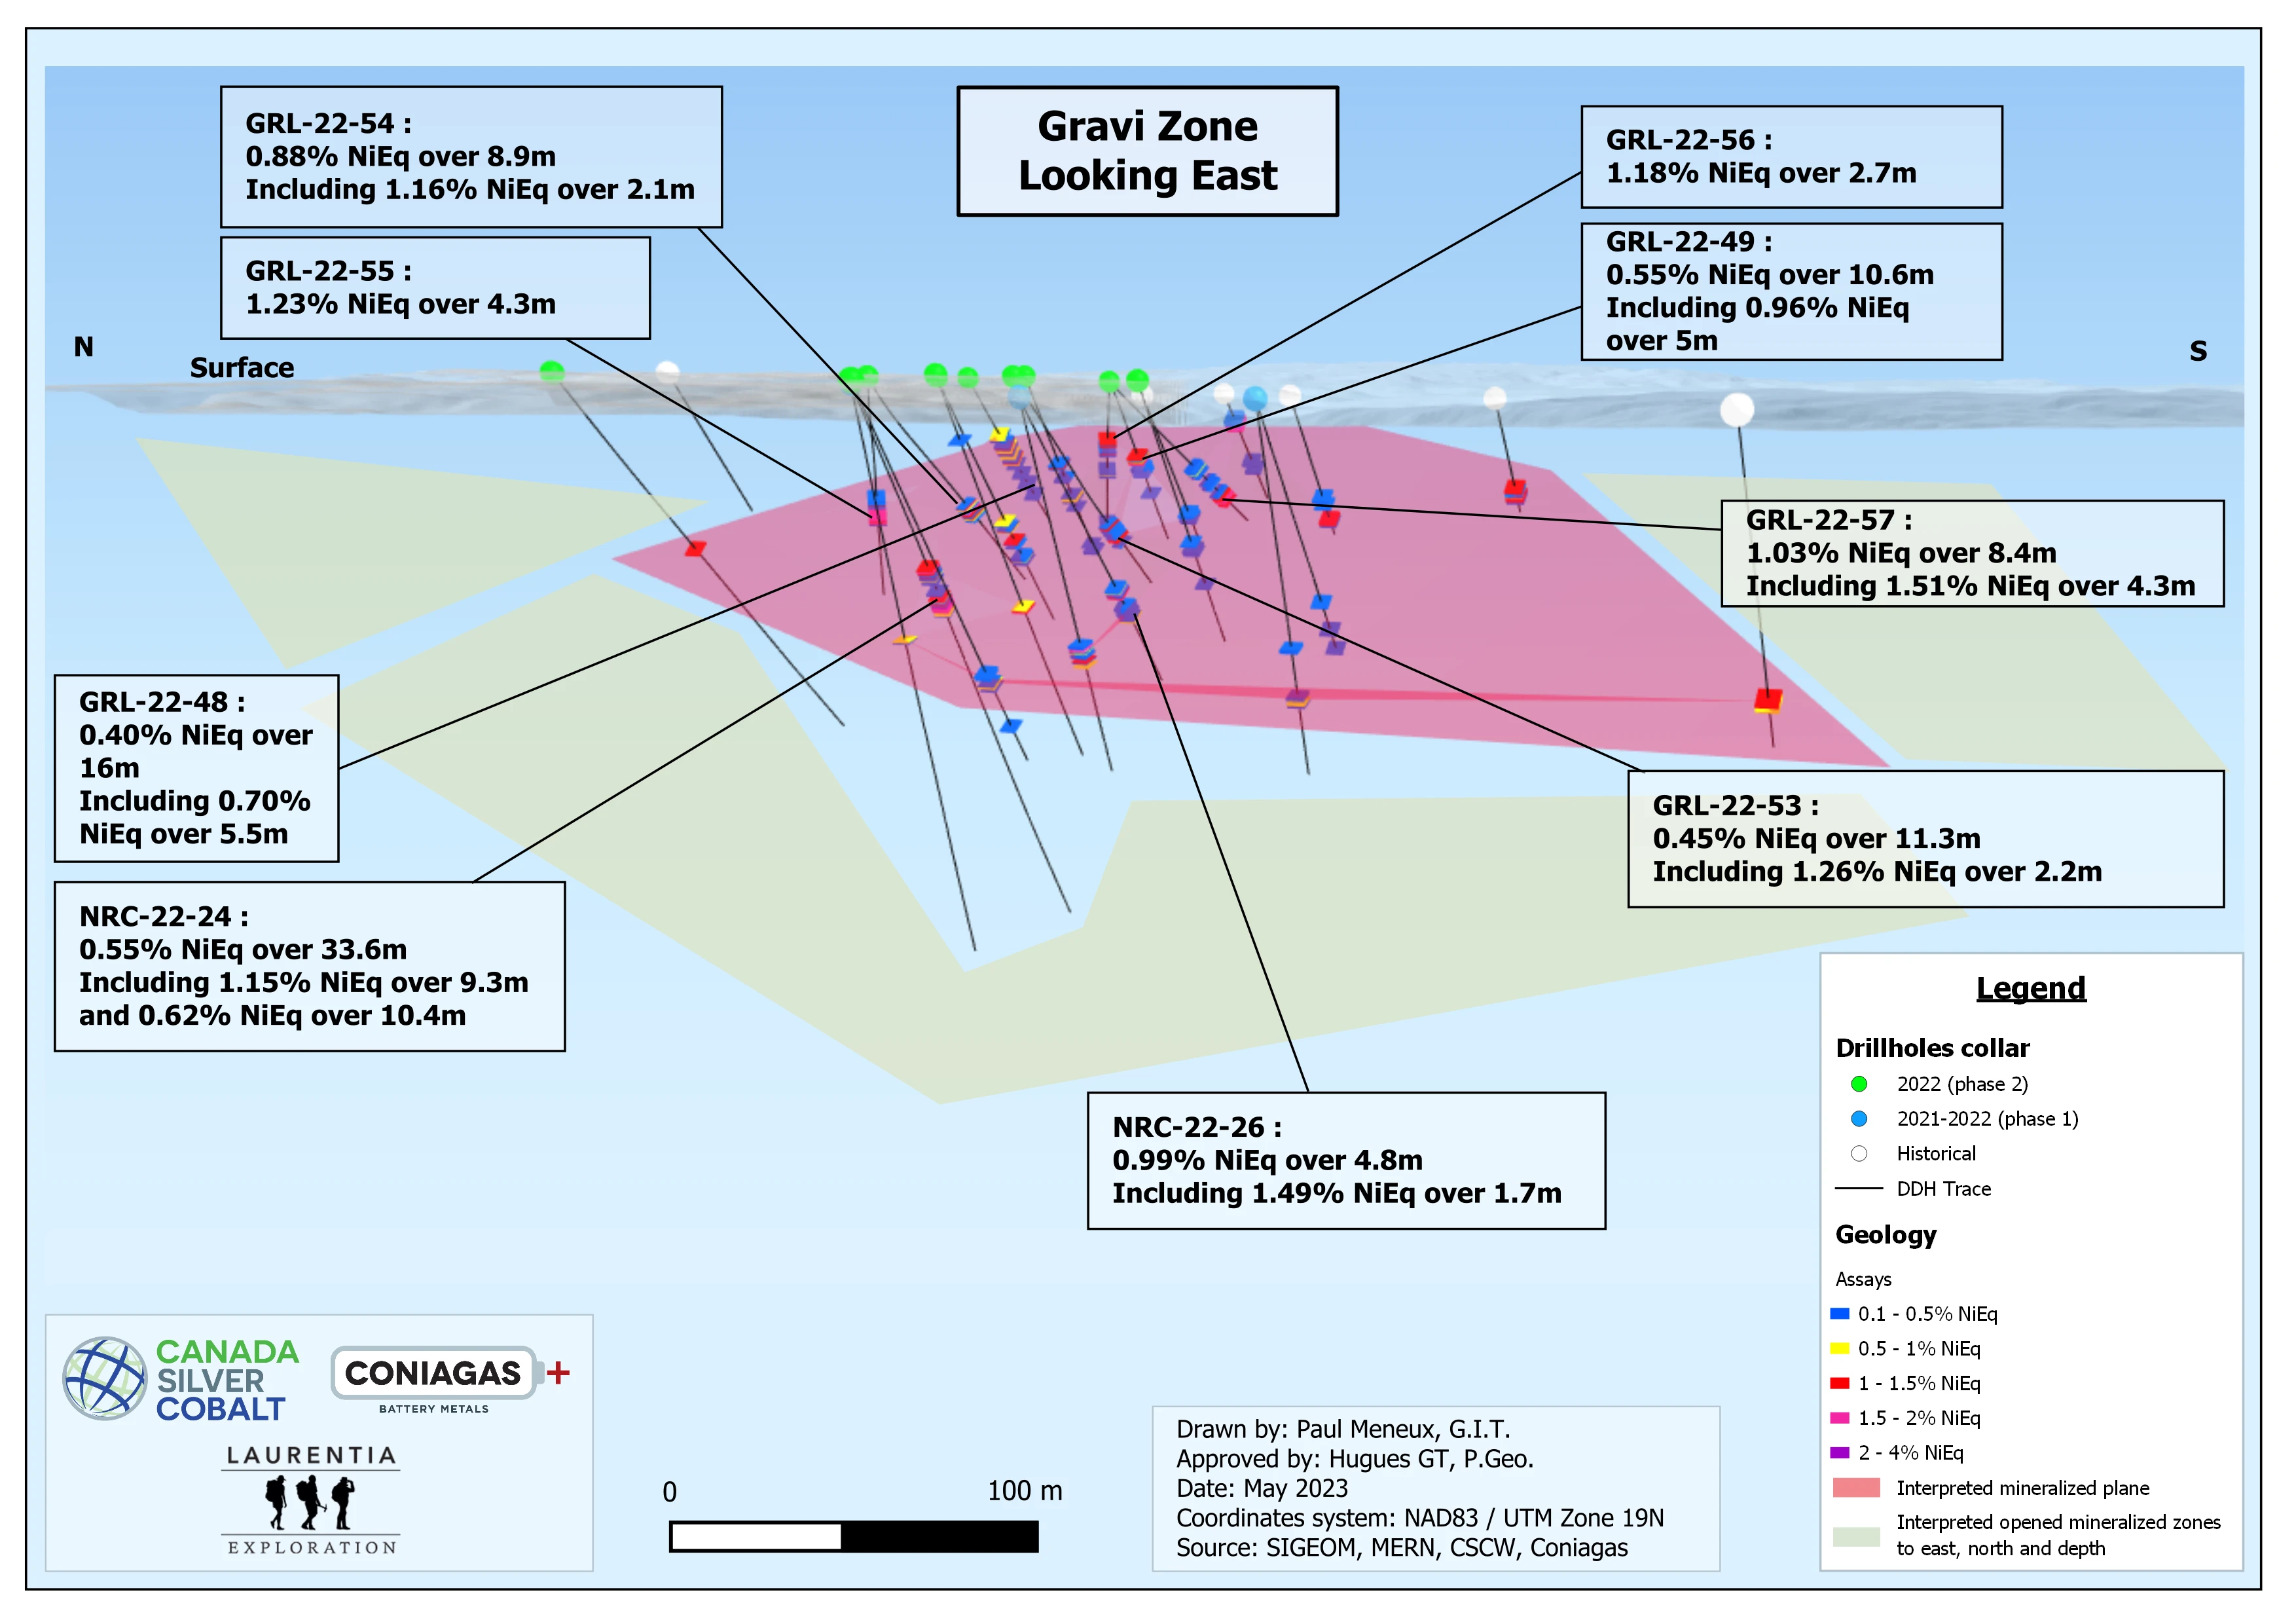 Gravi Zone
Looking East
GRL-22-54 :
0.88% NiEq over 8.9m
Including 1.16% NiEq over 2.1m
GRL-22-55 :
1.23% NiEq over 4.3m
GRL-22-56 :
1.18% NiEq over 2.7m
GRL-22-49 :
0.55% NiEq over 10.6m
Including 0.96% NiEq
over 5m
N
Surface
S
GRL-22-57 :
1.03% NiEq over 8.4m
Including 1.51% NiEq over 4.3m
GRL-22-48 :
0.40% NiEq over
16m
Including 0.70%
NiEq over 5.5m
GRL-22-53 :
0.45% NiEq over 11.3m
Including 1.26% NiEq over 2.2m
NRC-22-24 :
0.55% NiEq over 33.6m
Including 1.15% NiEq over 9.3m
and 0.62% NiEq over 10.4m
NRC-22-26 :
0.99% NiEq over 4.8m
Including 1.49% NiEq over 1.7m
Legend
Drillholes collar
2022 (phase 2)
2021-2022 (phase 1)
Historical
DDH Trace
Geology
Assays
0.1 - 0.5% NiEq
0.5 - 1% NiEq
1 - 1.5% NiEq
1.5 - 2% NiEq
2 - 4% NiEq
Interpreted mineralized plane
Interpreted opened mineralized zones
to east, north and depth
CANADA
SILVER
COBALT
CONIAGAS +
BATTERY METALS
LAURENTIA
EXPLORATION
0
100 m
Drawn by: Paul Meneux, G.I.T.
Approved by: Hugues GT, P.Geo.
Date: May 2023
Coordinates system: NAD83 / UTM Zone 19N
Source: SIGEOM, MERN, CSCW, Coniagas